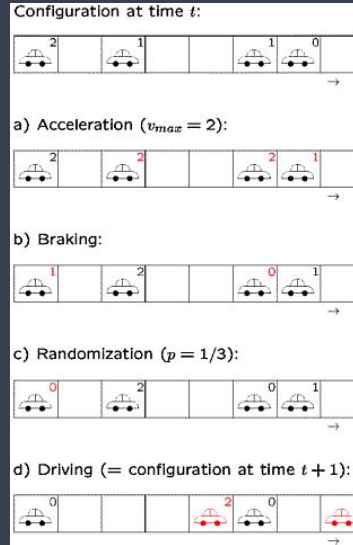 Configuration at time t:
2 1 1 0
→
a) Acceleration (v_max = 2):
2 2 2 1
→
b) Braking:
1 2 0 1
→
c) Randomization (p = 1/3):
0 2 0 1
→
d) Driving (= configuration at time t + 1):
0 2 0
→